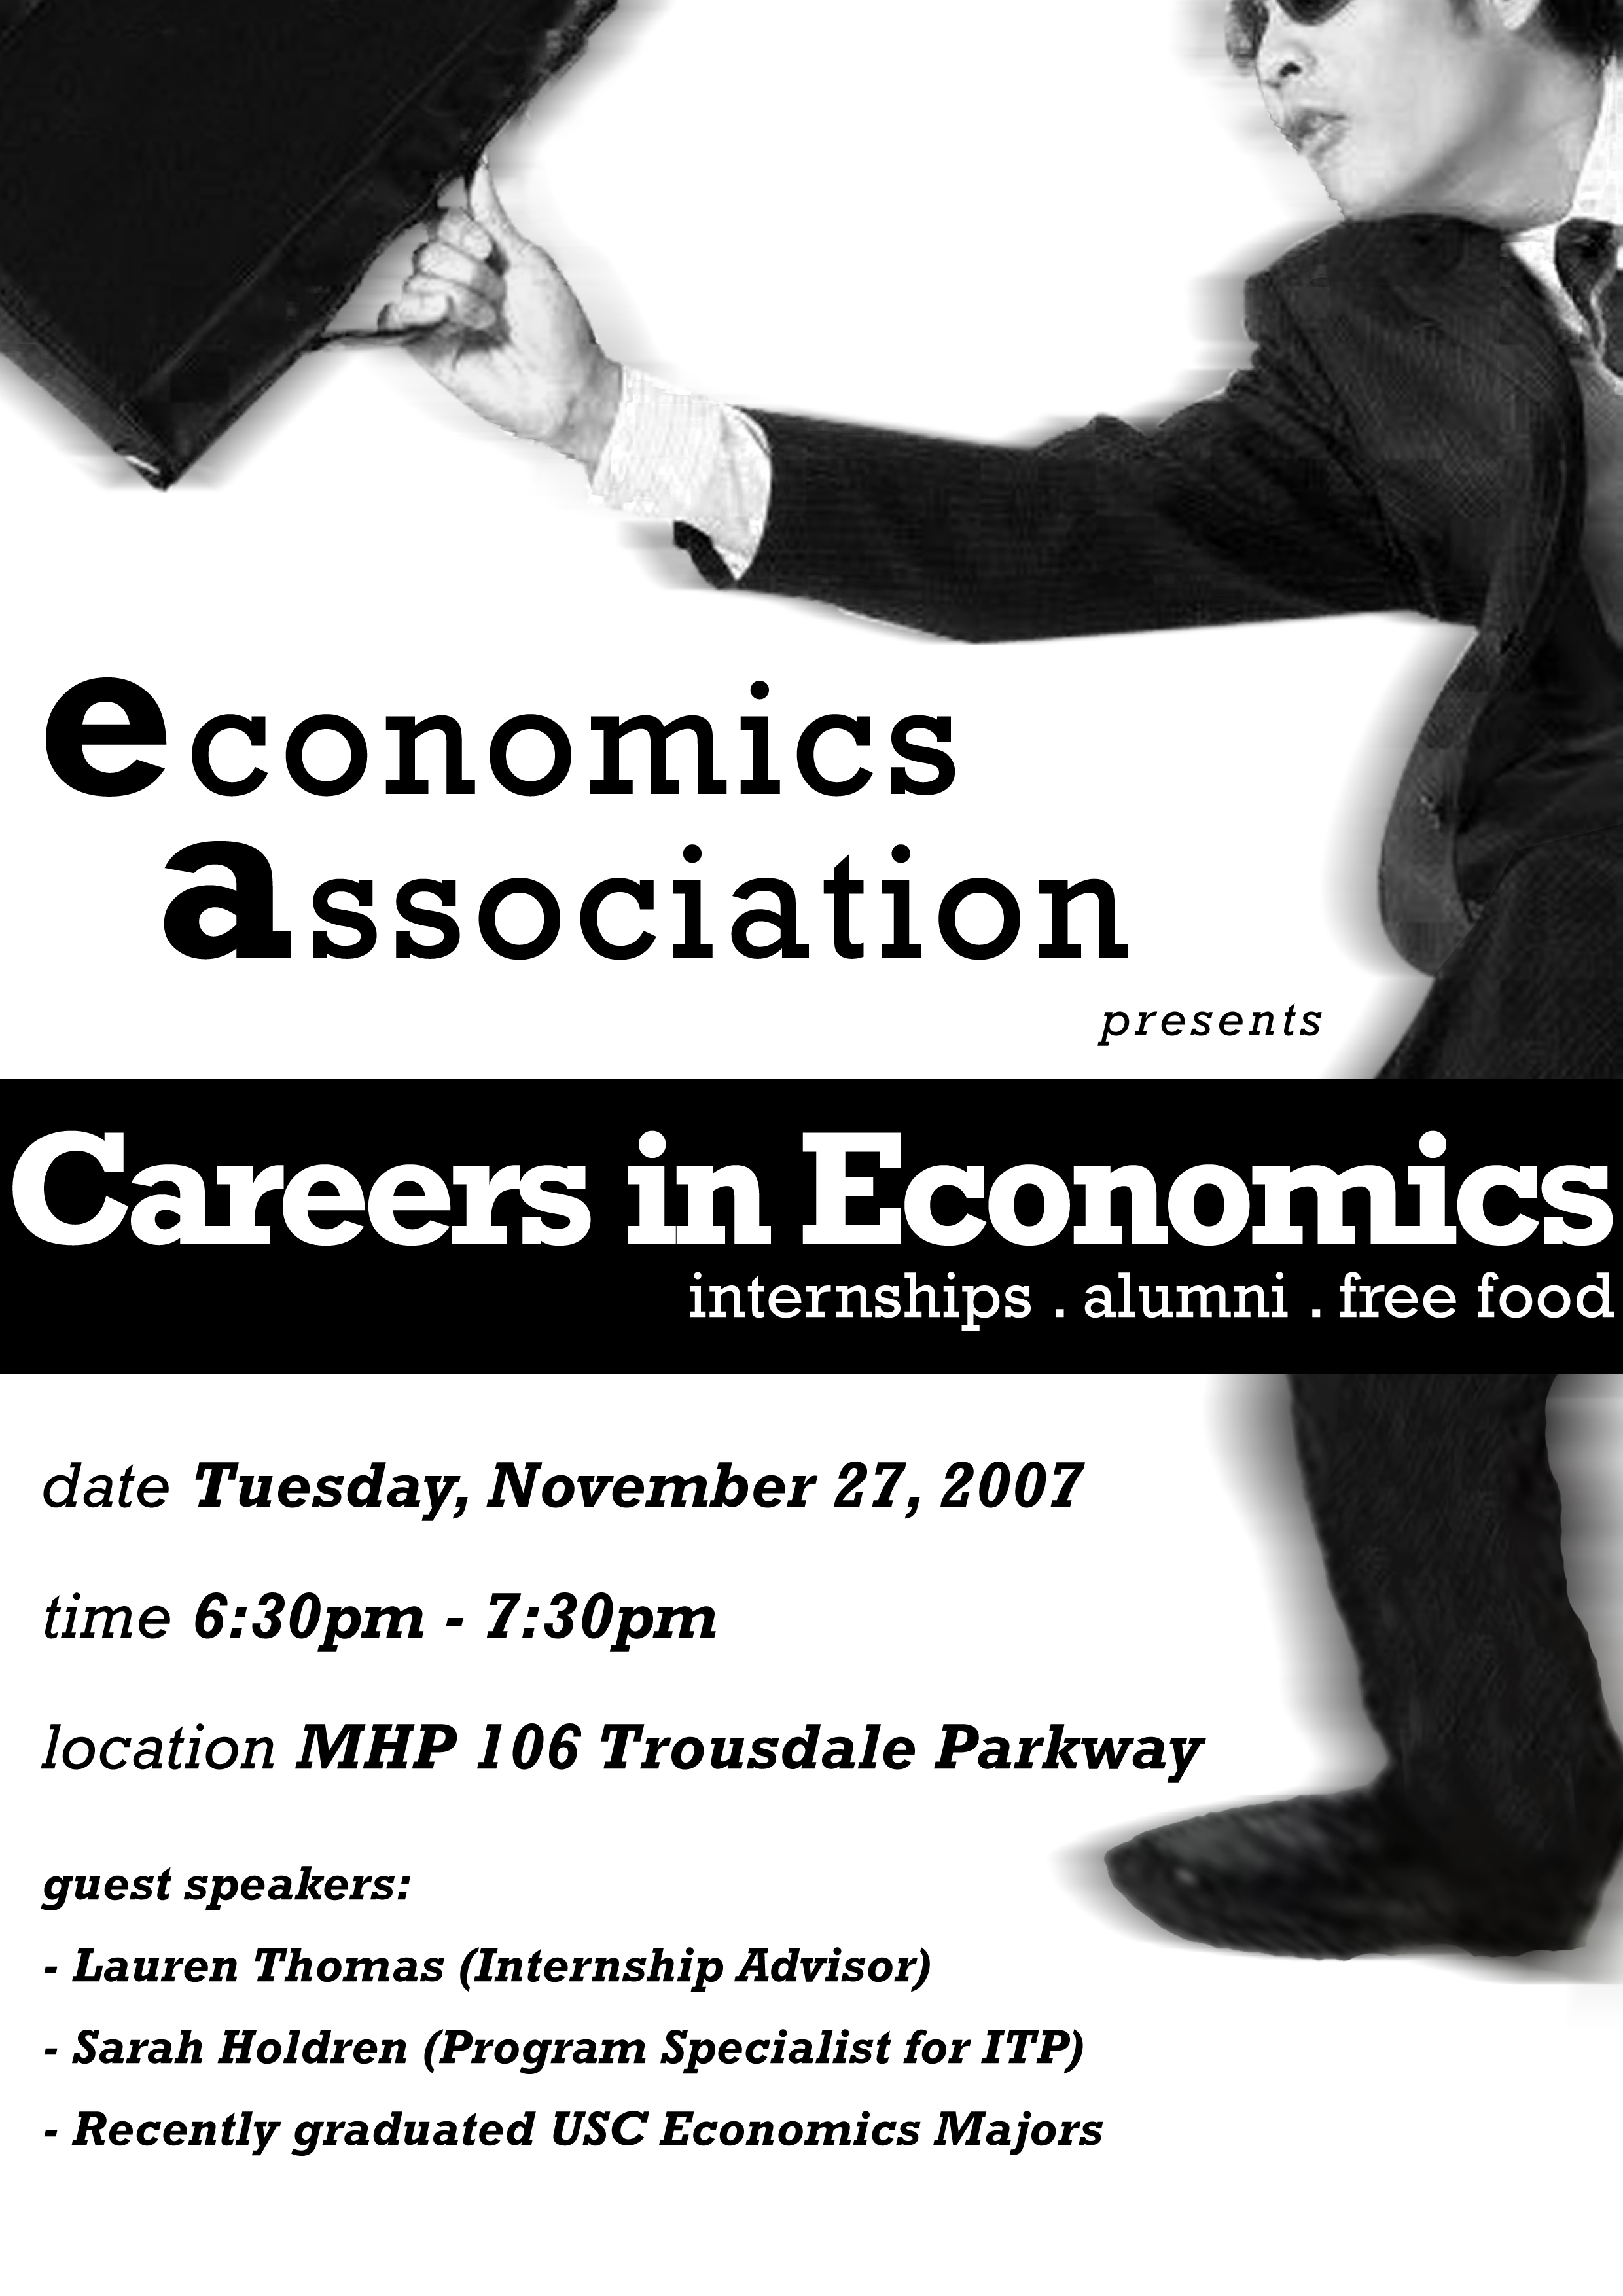 economics
association
presents
Careers in Economics
internships . alumni . free food
date Tuesday, November 27, 2007
time 6:30pm - 7:30pm
location MHP 106 Trousdale Parkway
guest speakers:
- Lauren Thomas (Internship Advisor)
- Sarah Holdren (Program Specialist for ITP)
- Recently graduated USC Economics Majors